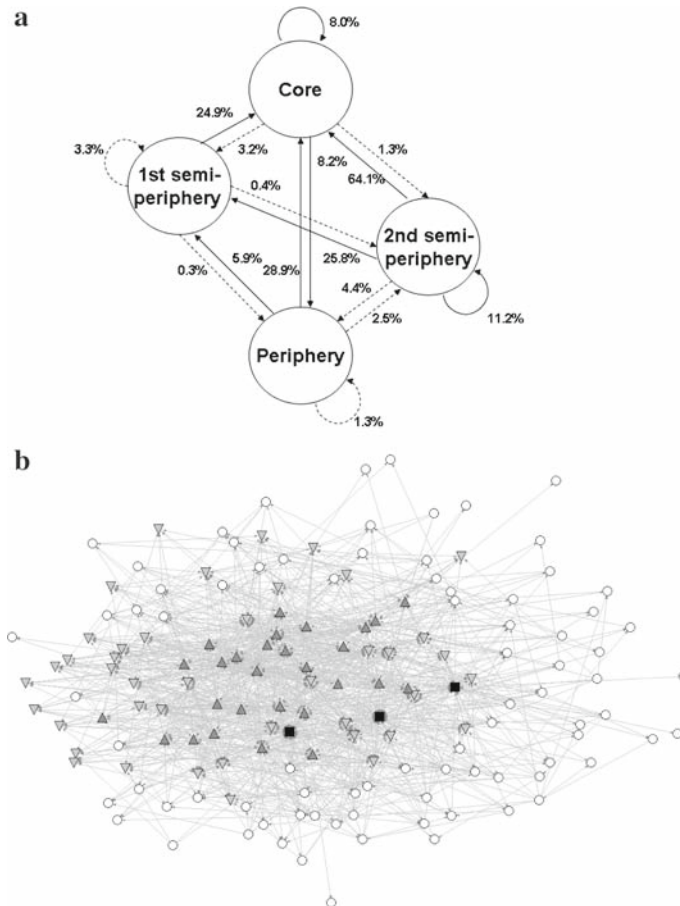 a
8.0%
Core
24.9%
3.3%
3.2%
8.2%
1.3%
1st semi-
periphery
0.4%
64.1%
2nd semi-
periphery
5.9%
28.9%
25.8%
0.3%
4.4%
2.5%
11.2%
Periphery
1.3%
b